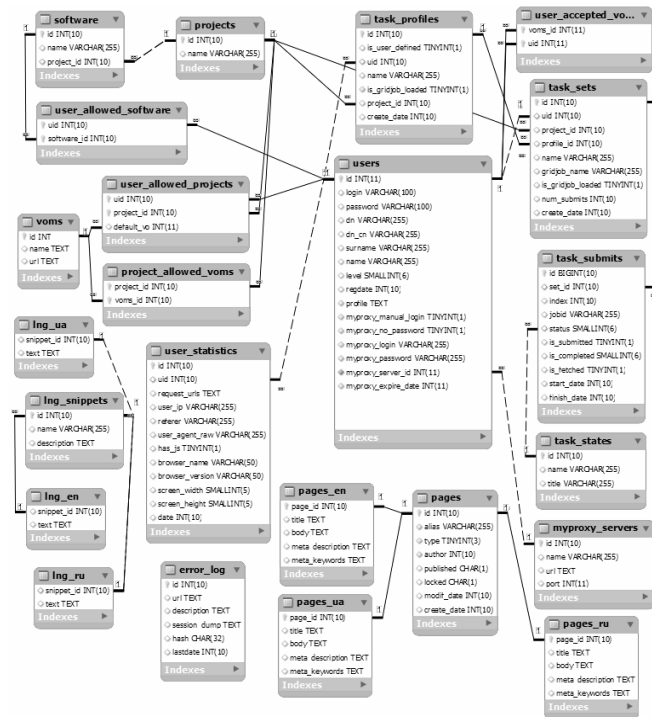 software
id INT(10)
name VARCHAR(255)
project_id INT(10)
Indexes
projects
id INT(10)
name VARCHAR(255)
Indexes
task_profiles
id INT(10)
is_user_defined TINYINT(1)
uid INT(10)
name VARCHAR(255)
is_gridjob_loaded TINYINT(1)
project_id INT(10)
create_date INT(10)
Indexes
user_accepted_vo...
voms_id INT(11)
uid INT(11)
Indexes
task_sets
id INT(10)
uid INT(10)
project_id INT(10)
profile_id INT(10)
name VARCHAR(255)
gridjob_name VARCHAR(255)
is_gridjob_loaded TINYINT(1)
num_submits INT(10)
create_date INT(10)
Indexes
user_allowed_software
uid INT(10)
software_id INT(10)
Indexes
user_allowed_projects
uid INT(10)
project_id INT(10)
default_vo INT(11)
Indexes
users
id INT(11)
login VARCHAR(100)
password VARCHAR(100)
dn VARCHAR(255)
dn_cn VARCHAR(255)
surname VARCHAR(255)
name VARCHAR(255)
level SMALLINT(6)
regdate INT(10)
profile TEXT
myproxy_manual_login TINYINT(1)
myproxy_no_password TINYINT(1)
myproxy_login VARCHAR(255)
myproxy_password VARCHAR(255)
myproxy_server_id INT(11)
myproxy_expire_date INT(11)
Indexes
voms
id INT
name TEXT
url TEXT
Indexes
project_allowed_voms
project_id INT(10)
voms_id INT(10)
Indexes
task_submits
id BIGINT(10)
set_id INT(10)
index INT(10)
jobid VARCHAR(255)
status SMALLINT(6)
is_submitted TINYINT(1)
is_completed SMALLINT(6)
is_fetched TINYINT(1)
start_date INT(10)
finish_date INT(10)
Indexes
lng_ua
snippet_id INT(10)
text TEXT
Indexes
user_statistics
id INT(10)
uid INT(10)
request_urls TEXT
user_ip VARCHAR(255)
referer VARCHAR(255)
user_agent_raw VARCHAR(255)
has_js TINYINT(1)
browser_name VARCHAR(50)
browser_version VARCHAR(50)
screen_width SMALLINT(5)
screen_height SMALLINT(5)
date INT(10)
Indexes
lng_snippets
id INT(10)
name VARCHAR(255)
description TEXT
Indexes
task_states
id INT(10)
name VARCHAR(255)
title VARCHAR(255)
Indexes
lng_en
snippet_id INT(10)
text TEXT
Indexes
pages_en
page_id INT(10)
title TEXT
body TEXT
meta description TEXT
meta_keywords TEXT
Indexes
pages
id INT(10)
alias VARCHAR(255)
type TINYINT(3)
author INT(10)
published CHAR(1)
locked CHAR(1)
modif_date INT(10)
create_date INT(10)
Indexes
myproxy_servers
id INT(10)
name VARCHAR(255)
url TEXT
port INT(11)
Indexes
lng_ru
snippet_id INT(10)
text TEXT
Indexes
error_log
id INT(10)
url TEXT
description TEXT
session dump TEXT
hash CHAR(32)
lastdate INT(10)
Indexes
pages_ua
page_id INT(10)
title TEXT
body TEXT
meta description TEXT
meta_keywords TEXT
Indexes
pages_ru
page_id INT(10)
title TEXT
body TEXT
meta description TEXT
meta_keywords TEXT
Indexes